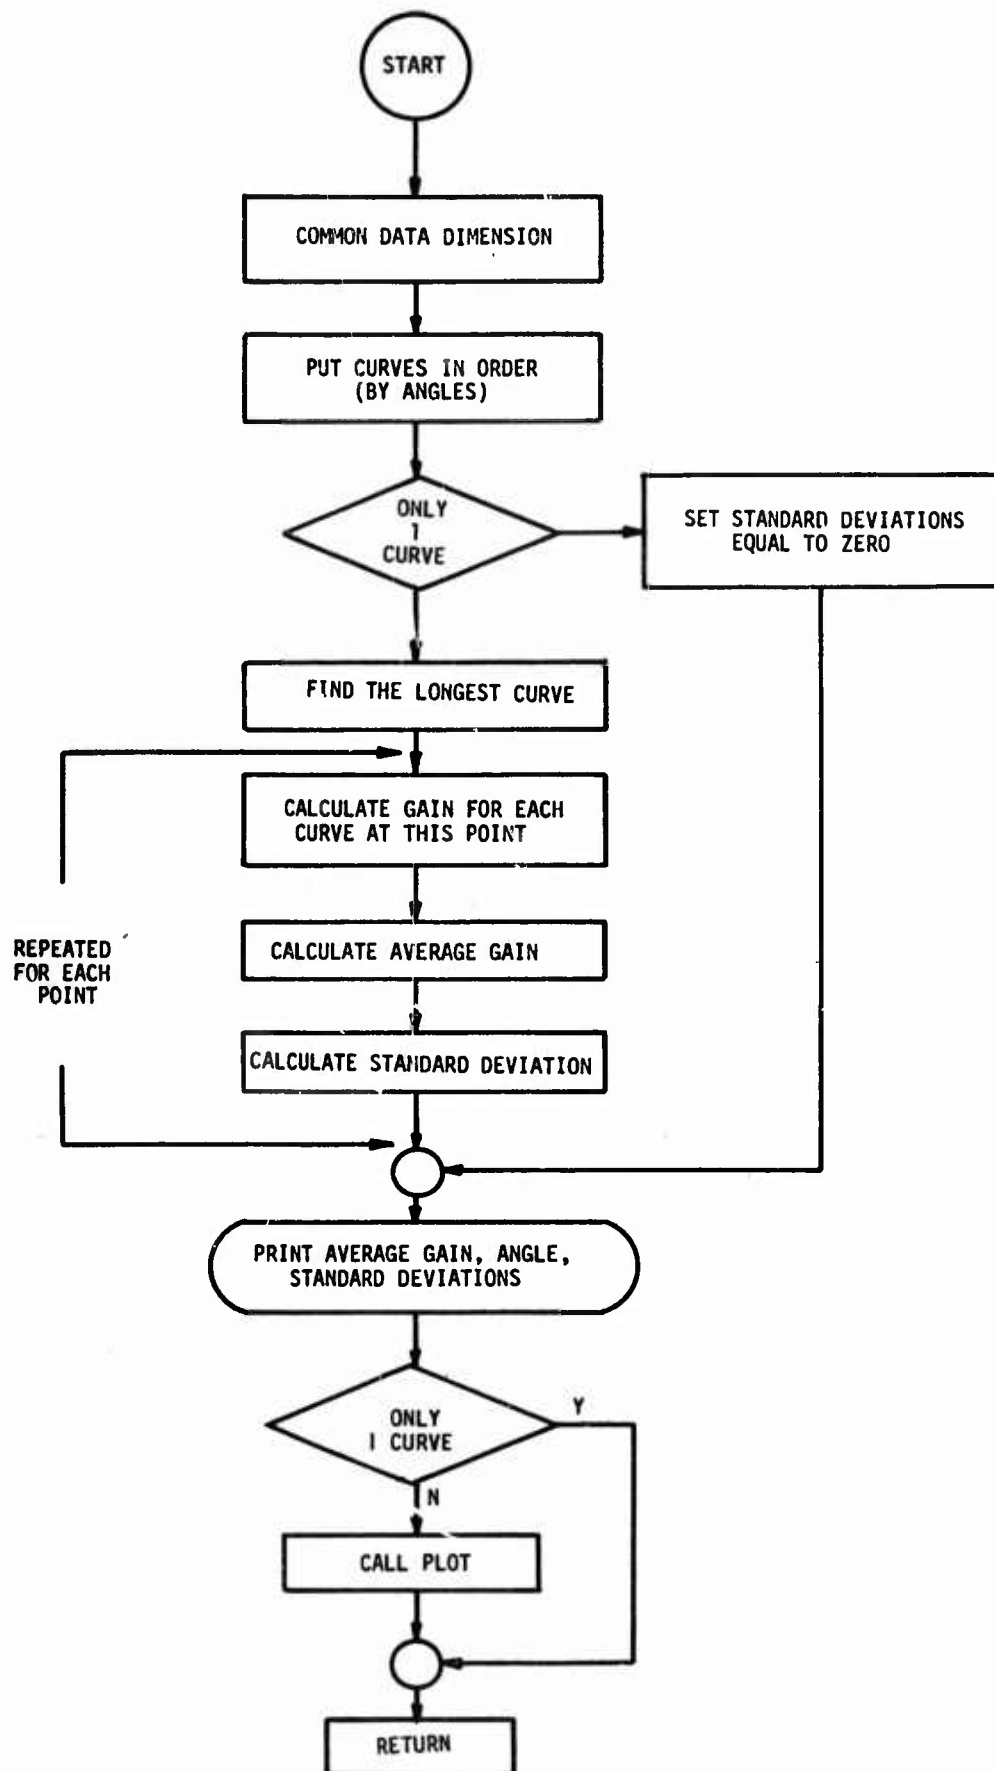 START
COMMON DATA DIMENSION
PUT CURVES IN ORDER
(BY ANGLES)
ONLY
1
CURVE
SET STANDARD DEVIATIONS
EQUAL TO ZERO
FIND THE LONGEST CURVE
CALCULATE GAIN FOR EACH
CURVE AT THIS POINT
CALCULATE AVERAGE GAIN
REPEATED
FOR EACH
POINT
CALCULATE STANDARD DEVIATION
PRINT AVERAGE GAIN, ANGLE,
STANDARD DEVIATIONS
ONLY
1 CURVE
Y
N
CALL PLOT
RETURN